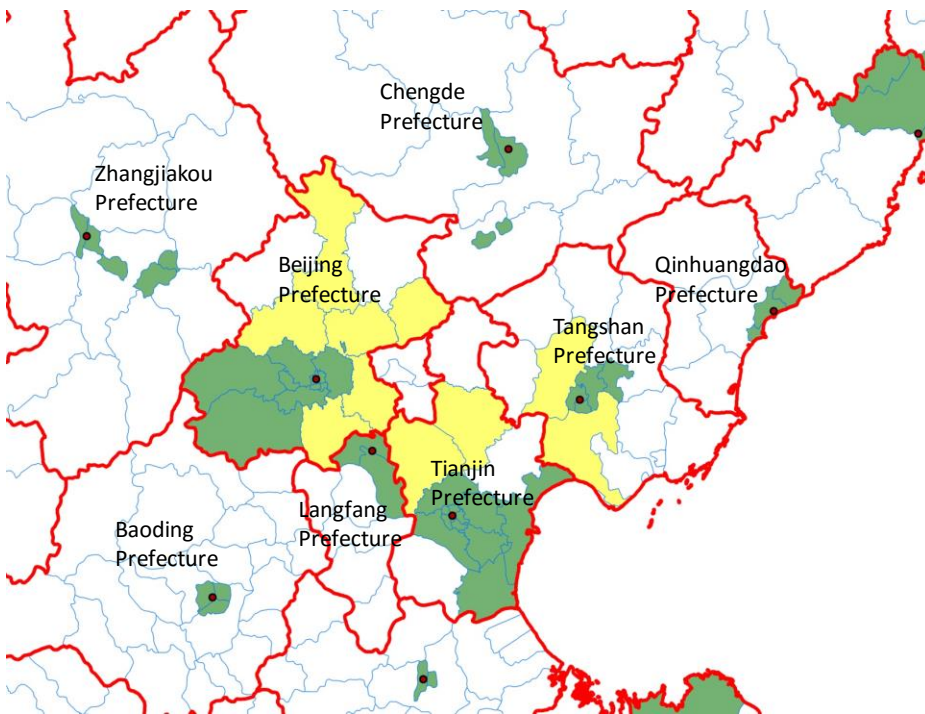 Chengde
Prefecture
Zhangjiakou
Prefecture
Beijing
Prefecture
Qinhuangdao
Prefecture
Tangshan
Prefecture
Tianjin
Prefecture
Langfang
Prefecture
Baoding
Prefecture